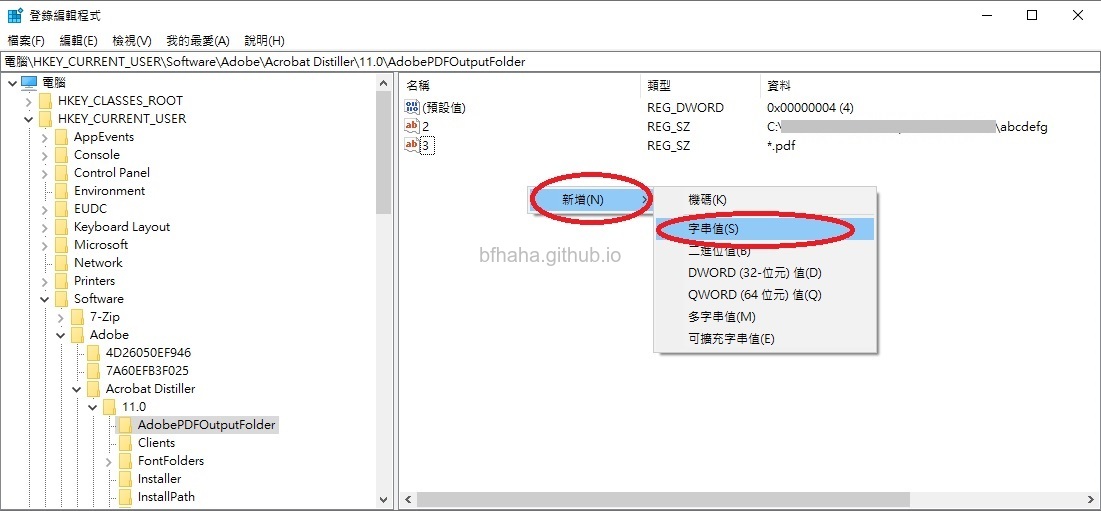 登錄編輯程式
檔案(F) 編輯(E) 檢視(V) 我的最愛(A) 說明(H)
電腦\HKEY_CURRENT_USER\Software\Adobe\Acrobat Distiller\11.0\AdobePDFOutputFolder
電腦
HKEY_CLASSES_ROOT
HKEY_CURRENT_USER
AppEvents
Console
Control Panel
Environment
EUDC
Keyboard Layout
Microsoft
Network
Printers
Software
7-Zip
Adobe
4D26050EF946
7A60EFB3F025
Acrobat Distiller
11.0
AdobePDFOutputFolder
Clients
FontFolders
Installer
InstallPath
名稱 類型 資料
(預設值) REG_DWORD 0x00000004 (4)
2 REG_SZ C:\ \abcdefg
3 REG_SZ *.pdf
新增(N)
機碼(K)
字串值(S)
二進位值(B)
DWORD (32-位元) 值(D)
QWORD (64 位元) 值(Q)
多字串值(M)
可擴充字串值(E)
bfhaha.github.io